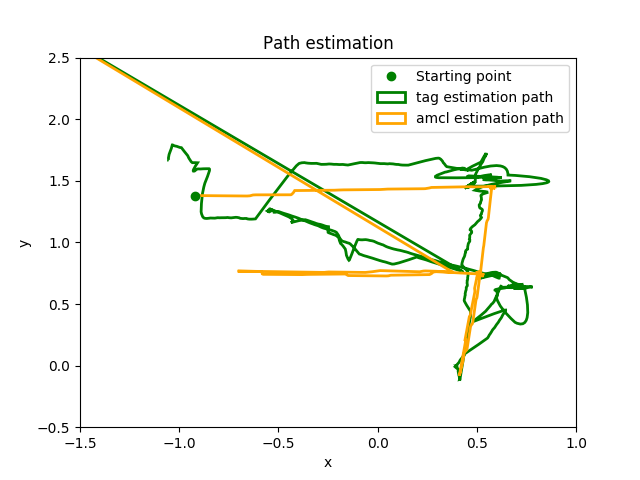 Path estimation
Starting point
tag estimation path
amcl estimation path
2.5
2.0
1.5
1.0
0.5
0.0
−0.5
y
−1.5
−1.0
−0.5
0.0
0.5
1.0
x